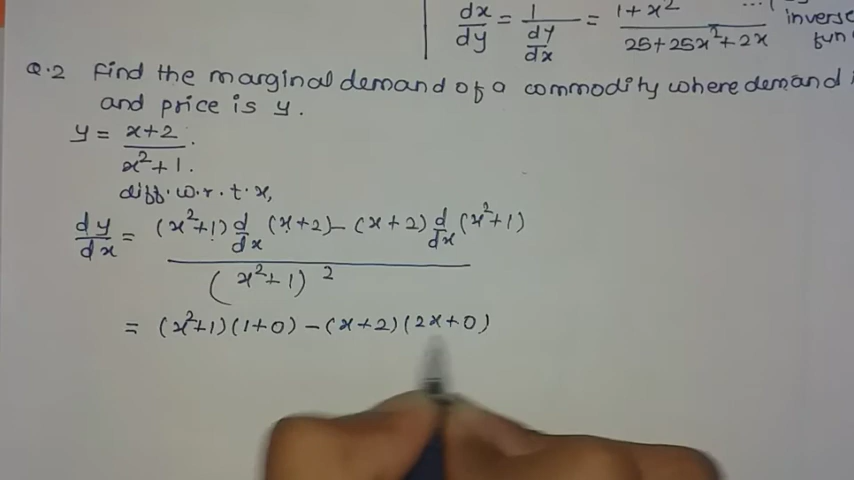 dx/dy = 1/(dy/dx) = (1+x²)/(25+25x²+2x) inverse
Q.2 Find the marginal demand of a commodity where demand
and price is y.
y = (x+2)/(x²+1).
diff. w.r.t. x,
dy/dx = ((x²+1) d/dx (x+2) - (x+2) d/dx (x²+1))/(x²+1)²
= (x²+1)(1+0) - (x+2)(2x+0)